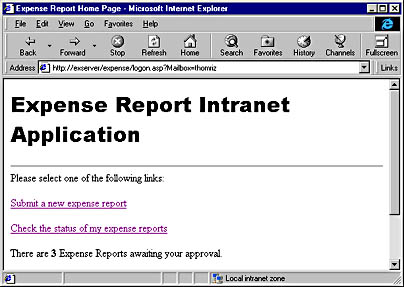 Expense Report Home Page - Microsoft Internet Explorer
File Edit View Go Favorites Help
Back Forward Stop Refresh Home Search Favorites History Channels Fullscreen
Address http://exserver/expense/logon.asp?Mailbox=thomriz Links
Expense Report Intranet
Application
Please select one of the following links:
Submit a new expense report
Check the status of my expense reports
There are 3 Expense Reports awaiting your approval.
Local intranet zone